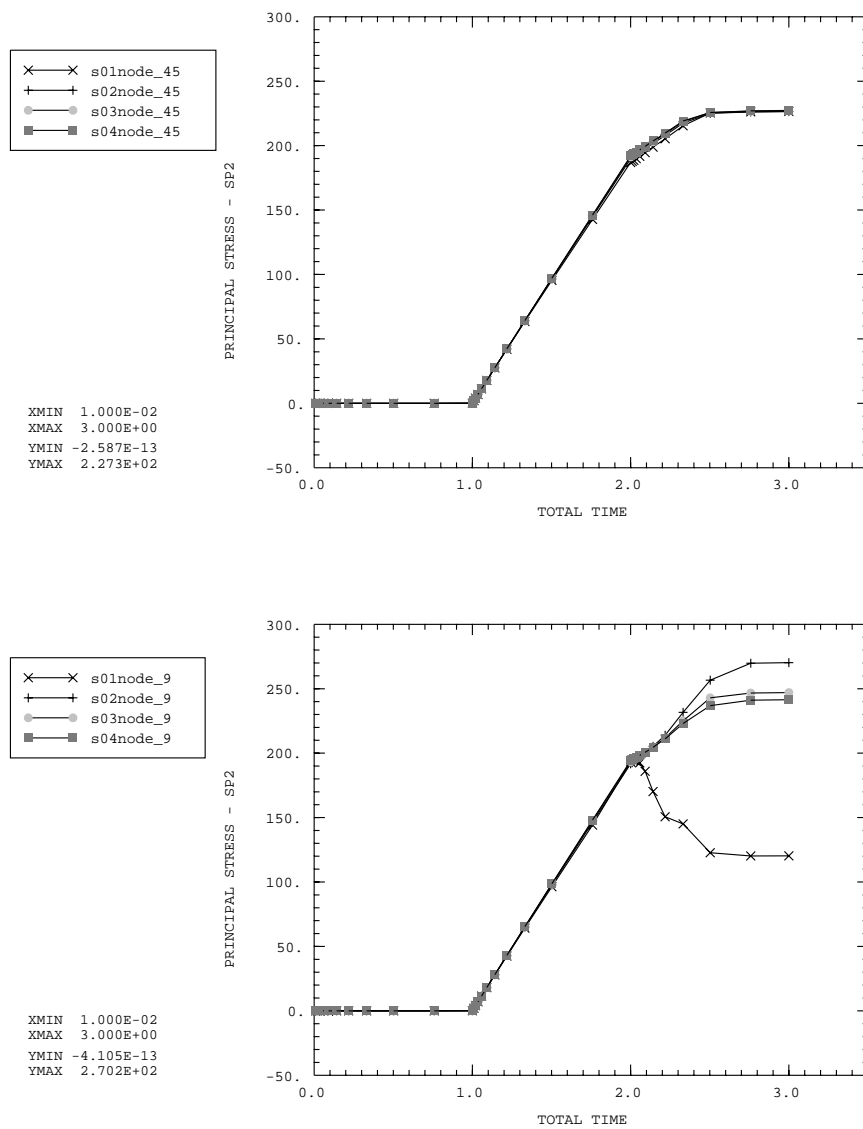 300.
s01node_45
s02node_45
s03node_45
s04node_45
250.
200.
150.
100.
50.
0.
-50.
PRINCIPAL STRESS - SP2
XMIN 1.000E-02
XMAX 3.000E+00
YMIN -2.587E-13
YMAX 2.273E+02
0.0 1.0 2.0 3.0
TOTAL TIME
300.
s01node_9
s02node_9
s03node_9
s04node_9
250.
200.
150.
100.
50.
0.
-50.
PRINCIPAL STRESS - SP2
XMIN 1.000E-02
XMAX 3.000E+00
YMIN -4.105E-13
YMAX 2.702E+02
0.0 1.0 2.0 3.0
TOTAL TIME